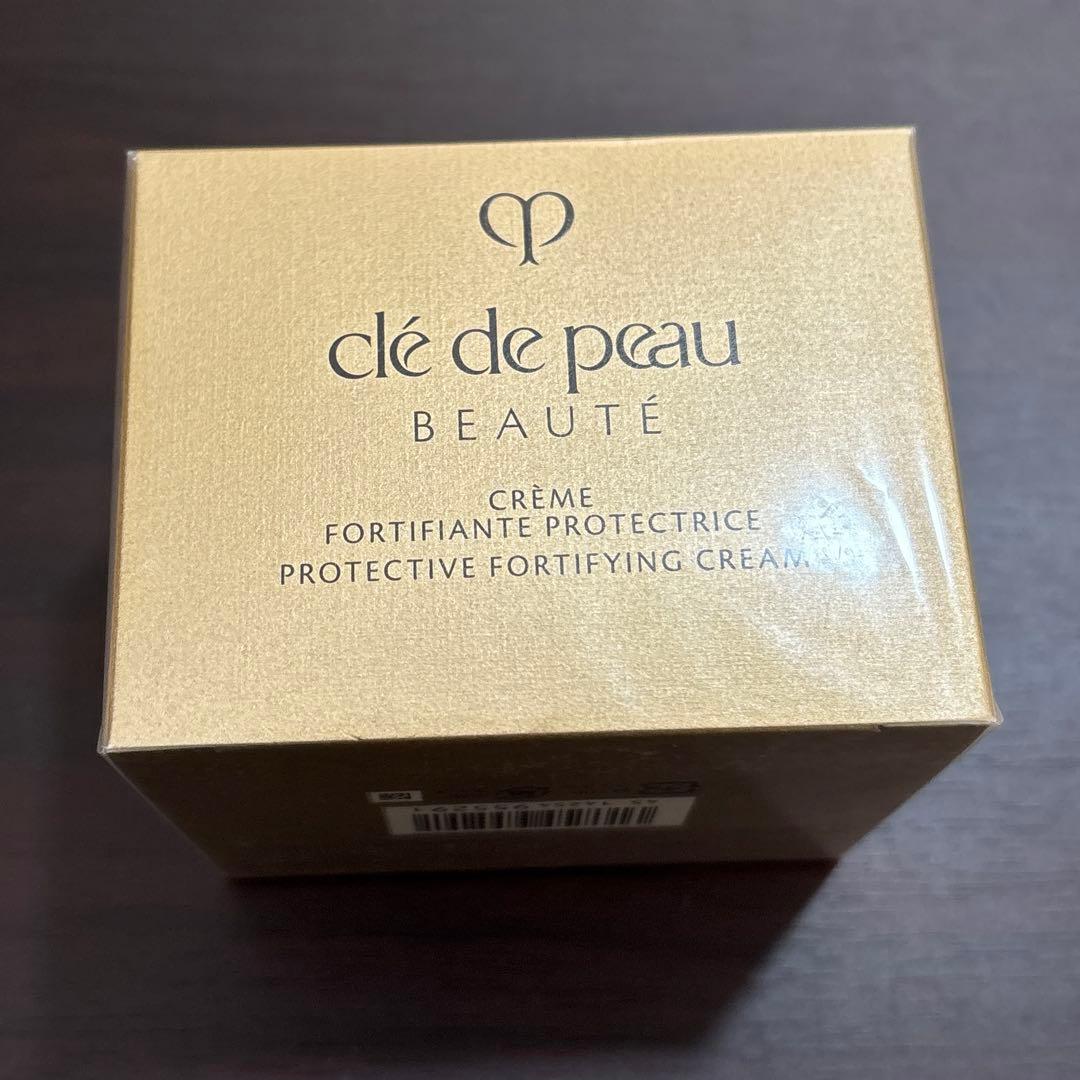 clé de peau
BEAUTÉ
CRÈME
FORTIFIANTE PROTECTRICE
PROTECTIVE FORTIFYING CREAM